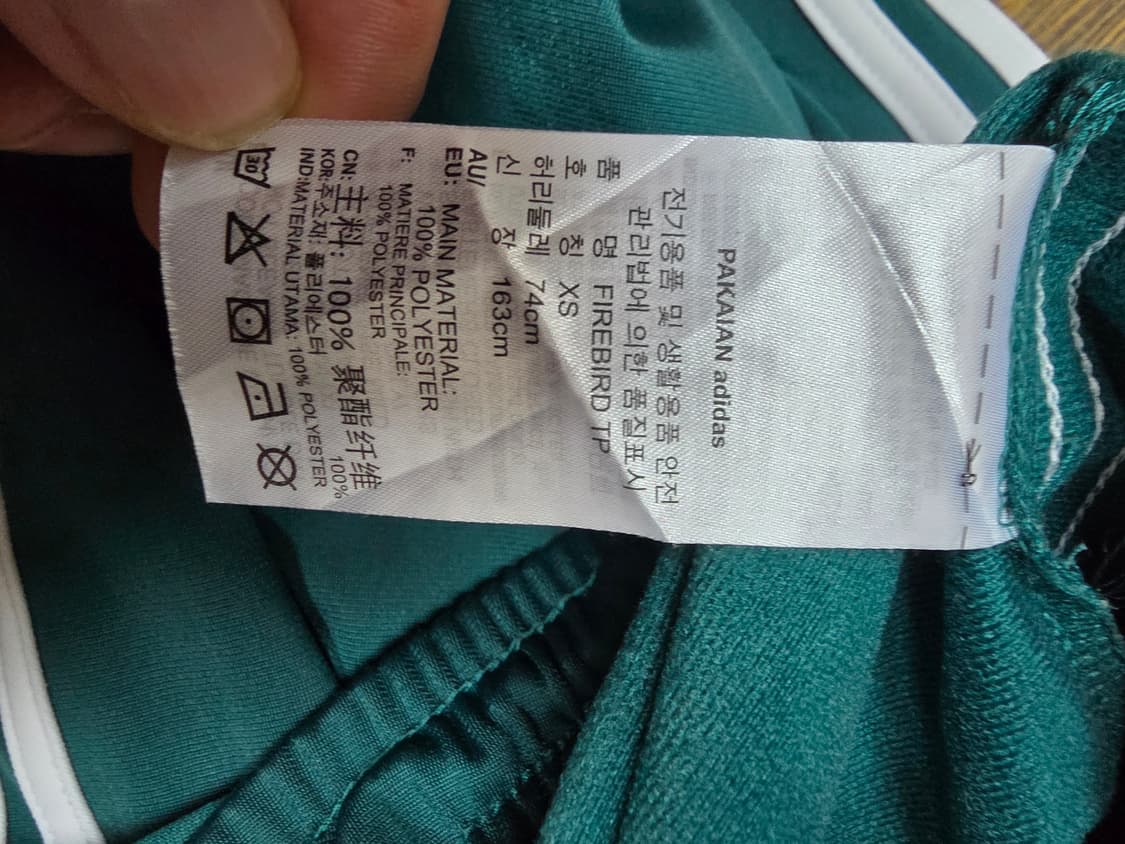 PAKAIAN adidas
전기용품 및 생활용품 안전
관리법에 의한 품질표시
품 명 FIREBIRD TP
호 칭 XS
허리둘레 74cm
신 장 163cm
AU/
EU: MAIN MATERIAL:
100% POLYESTER
F: MATIERE PRINCIPALE:
100% POLYESTER
CN: 主料: 100% 聚酯纤维
KOR:주소재: 폴리에스터 100%
IND:MATERIAL UTAMA: 100% POLYESTER
30